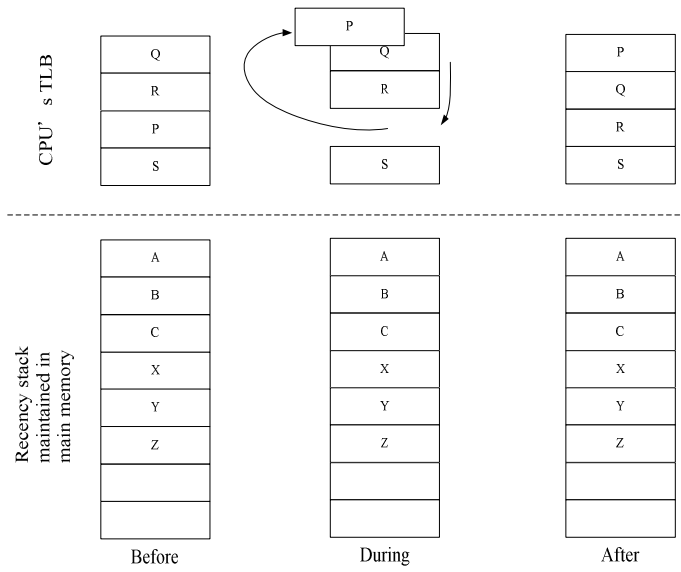 CPU’ s TLB
Q
R
P
S
P
Q
R
S
P
Q
R
S
Recency stack
maintained in
main memory
A
B
C
X
Y
Z
A
B
C
X
Y
Z
A
B
C
X
Y
Z
Before
During
After